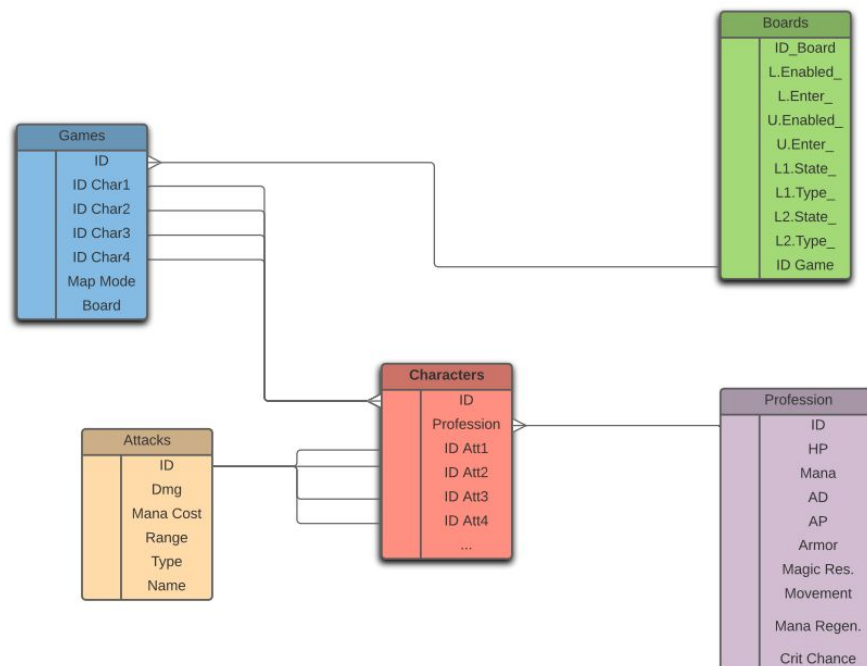 Boards
ID_Board
L.Enabled_
L.Enter_
U.Enabled_
U.Enter_
L1.State_
L1.Type_
L2.State_
L2.Type_
ID Game
Games
ID
ID Char1
ID Char2
ID Char3
ID Char4
Map Mode
Board
Characters
ID
Profession
ID Att1
ID Att2
ID Att3
ID Att4
...
Attacks
ID
Dmg
Mana Cost
Range
Type
Name
Profession
ID
HP
Mana
AD
AP
Armor
Magic Res.
Movement
Mana Regen.
Crit Chance